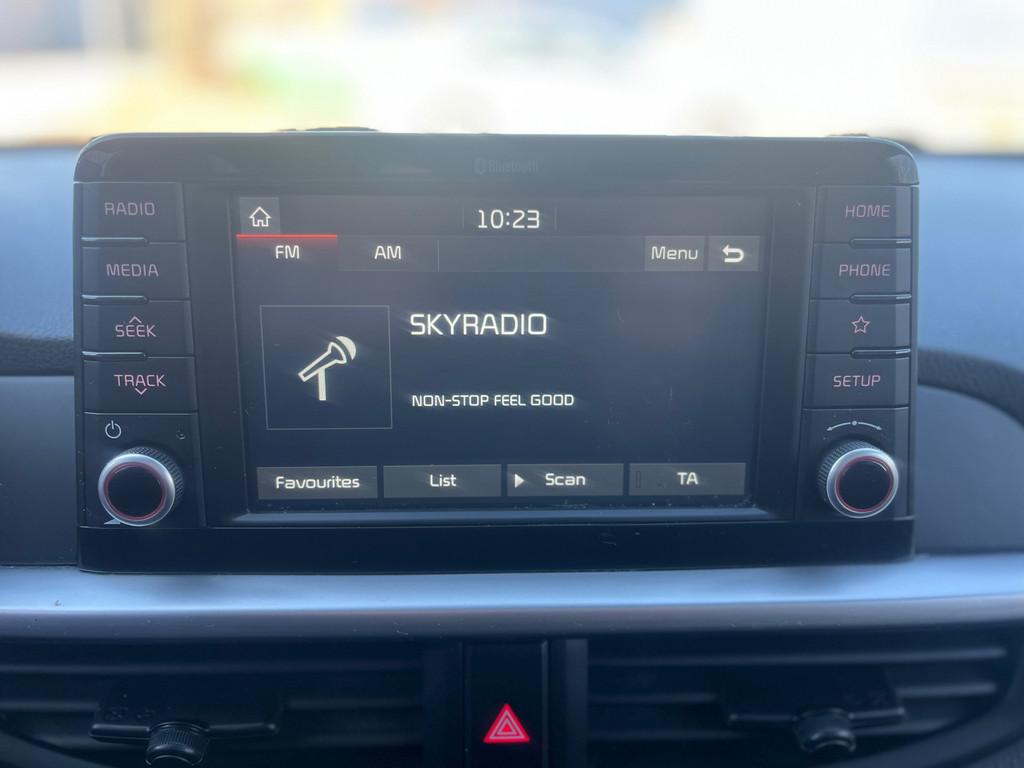 Bluetooth
RADIO
MEDIA
SEEK
TRACK
10:23
FM AM Menu
SKYRADIO
NON-STOP FEEL GOOD
Favourites List Scan TA
HOME
PHONE
SETUP